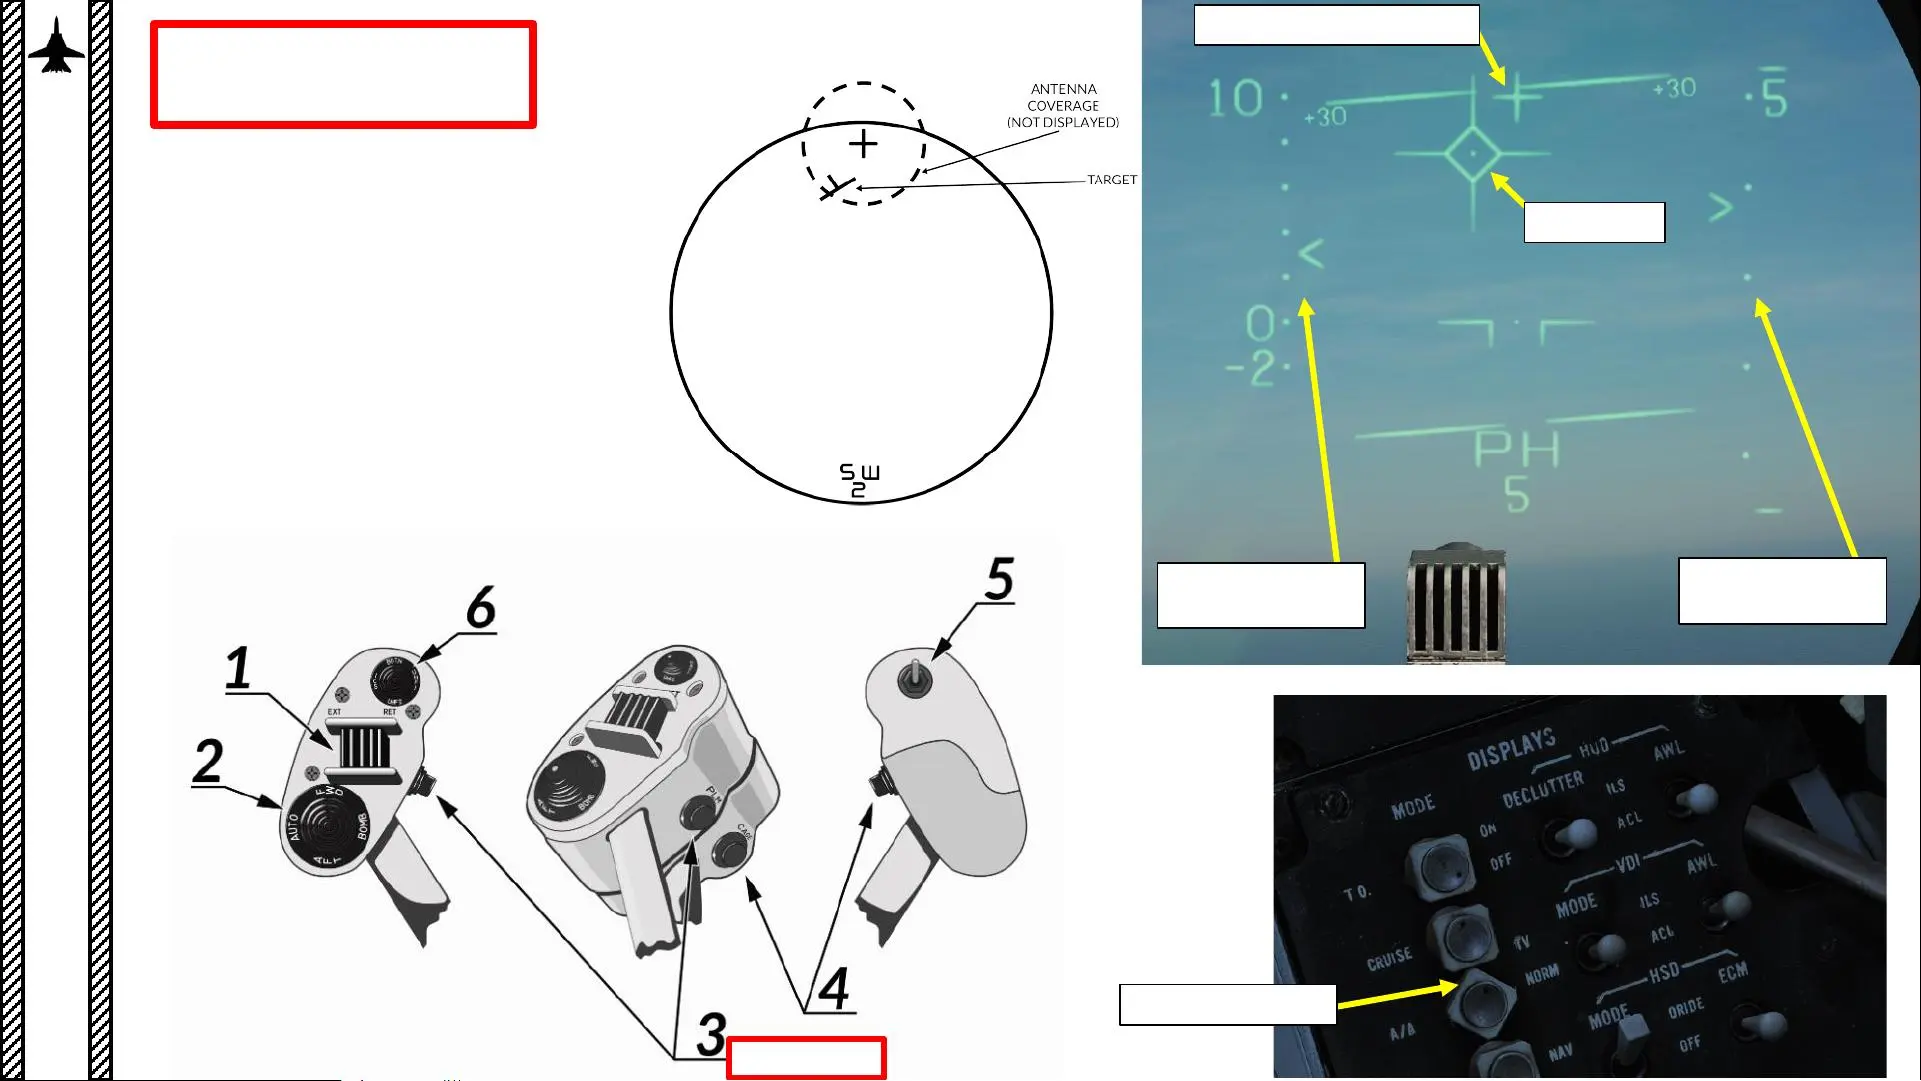 ANTENNA
COVERAGE
(NOT DISPLAYED)
TARGET
SW
2
10
+30
+30
5
0
-2
PH
5
6
1
2
EXT
RET
FWD
AUTO
BOMB
AFT
3
4
5
PLM
CAGE
DISPLAYS
HUD
AWL
MODE
DECLUTTER
ILS
ON
ACL
OFF
T O.
VDI
AWL
MODE
ILS
CRUISE
TV
ACL
NORM
HSD
ECM
A/A
MODE
ORIDE
NAV
OFF